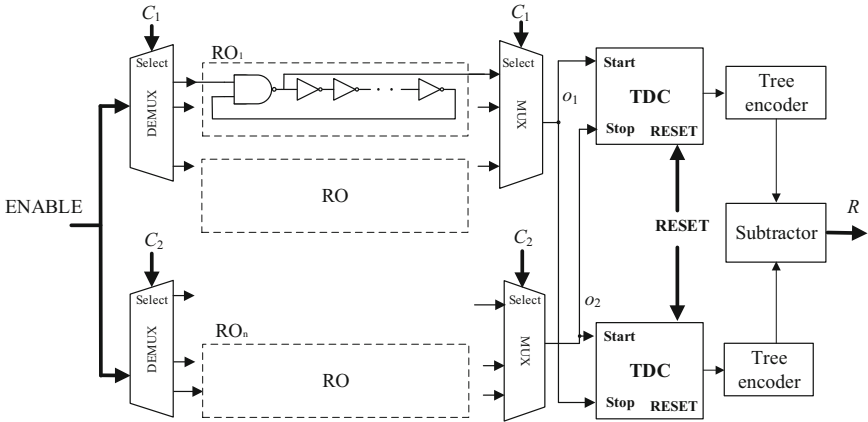 C1
C1
Select
DEMUX
RO1
Select
MUX
Start
TDC
Stop
RESET
o1
Tree
encoder
RO
ENABLE
RESET
Subtractor
R
C2
C2
Select
DEMUX
ROn
RO
Select
MUX
o2
Start
TDC
Stop
RESET
Tree
encoder